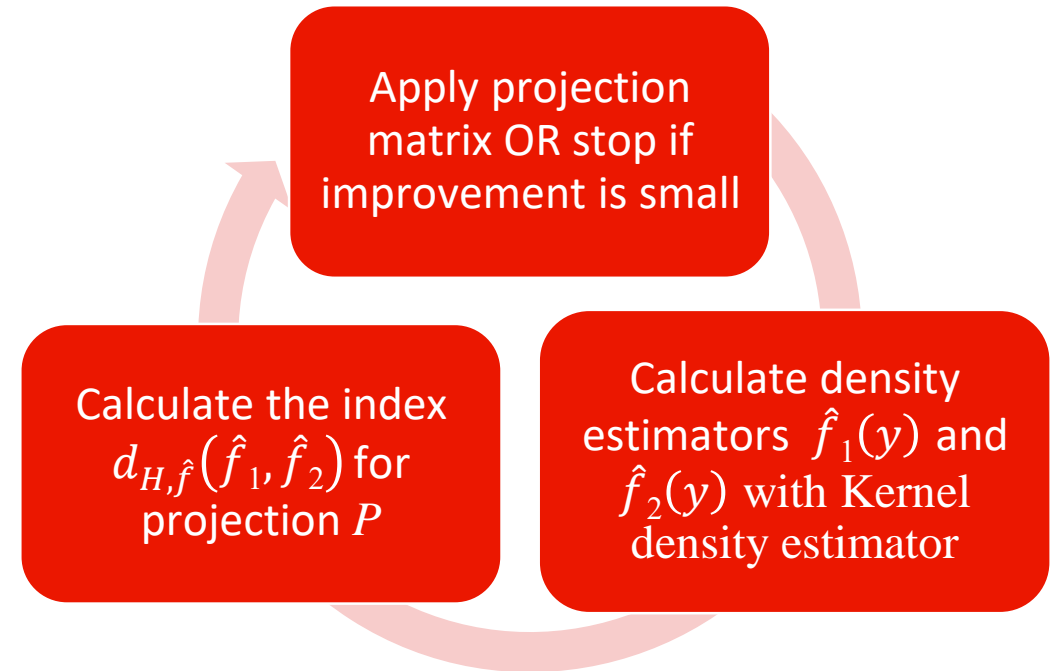 Apply projection
matrix OR stop if
improvement is small
Calculate density
estimators f̂₁(y) and
f̂₂(y) with Kernel
density estimator
Calculate the index
d_{H,f̂}(f̂₁, f̂₂) for
projection P